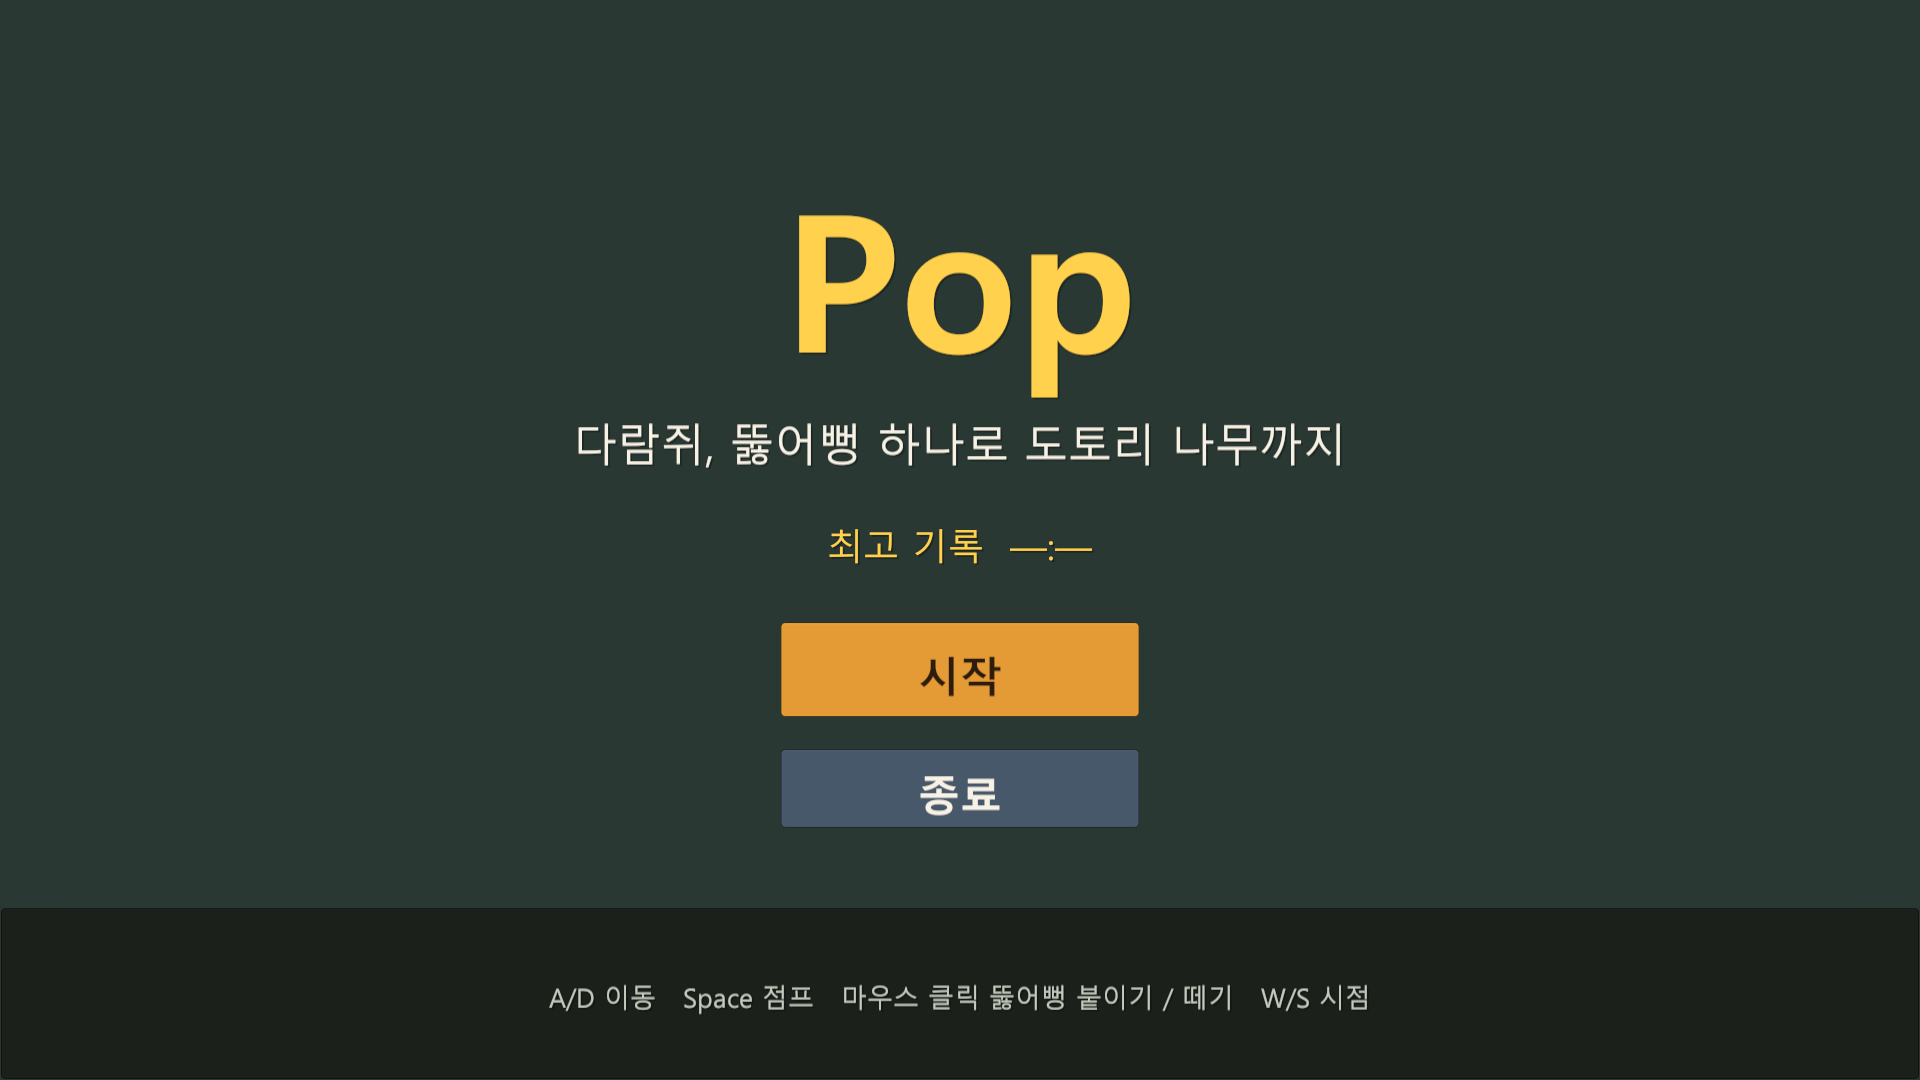 Pop
다람쥐, 뚫어뻥 하나로 도토리 나무까지
최고 기록 —:—
시작
종료
A/D 이동 Space 점프 마우스 클릭 뚫어뻥 붙이기 / 떼기 W/S 시점